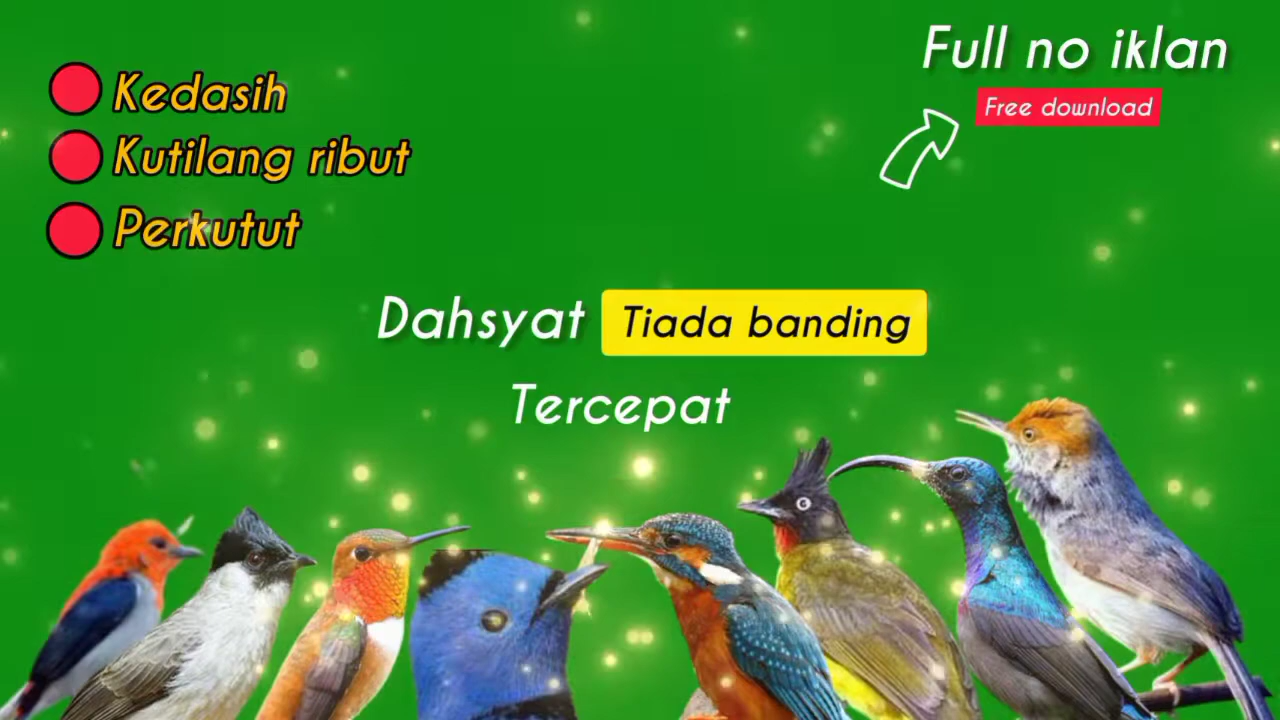 Full no iklan
Free download
Kedasih
Kutilang ribut
Perkutut
Dahsyat Tiada banding
Tercepat